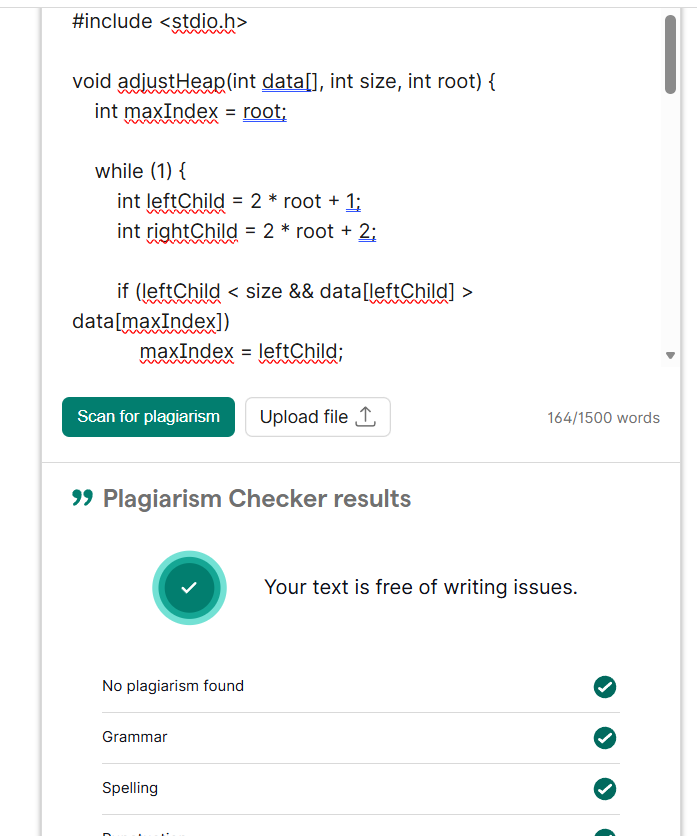 #include <stdio.h>
void adjustHeap(int data[], int size, int root) {
int maxIndex = root;
while (1) {
int leftChild = 2 * root + 1;
int rightChild = 2 * root + 2;
if (leftChild < size && data[leftChild] >
data[maxIndex])
maxIndex = leftChild;
Scan for plagiarism
Upload file
164/1500 words
Plagiarism Checker results
Your text is free of writing issues.
No plagiarism found
Grammar
Spelling